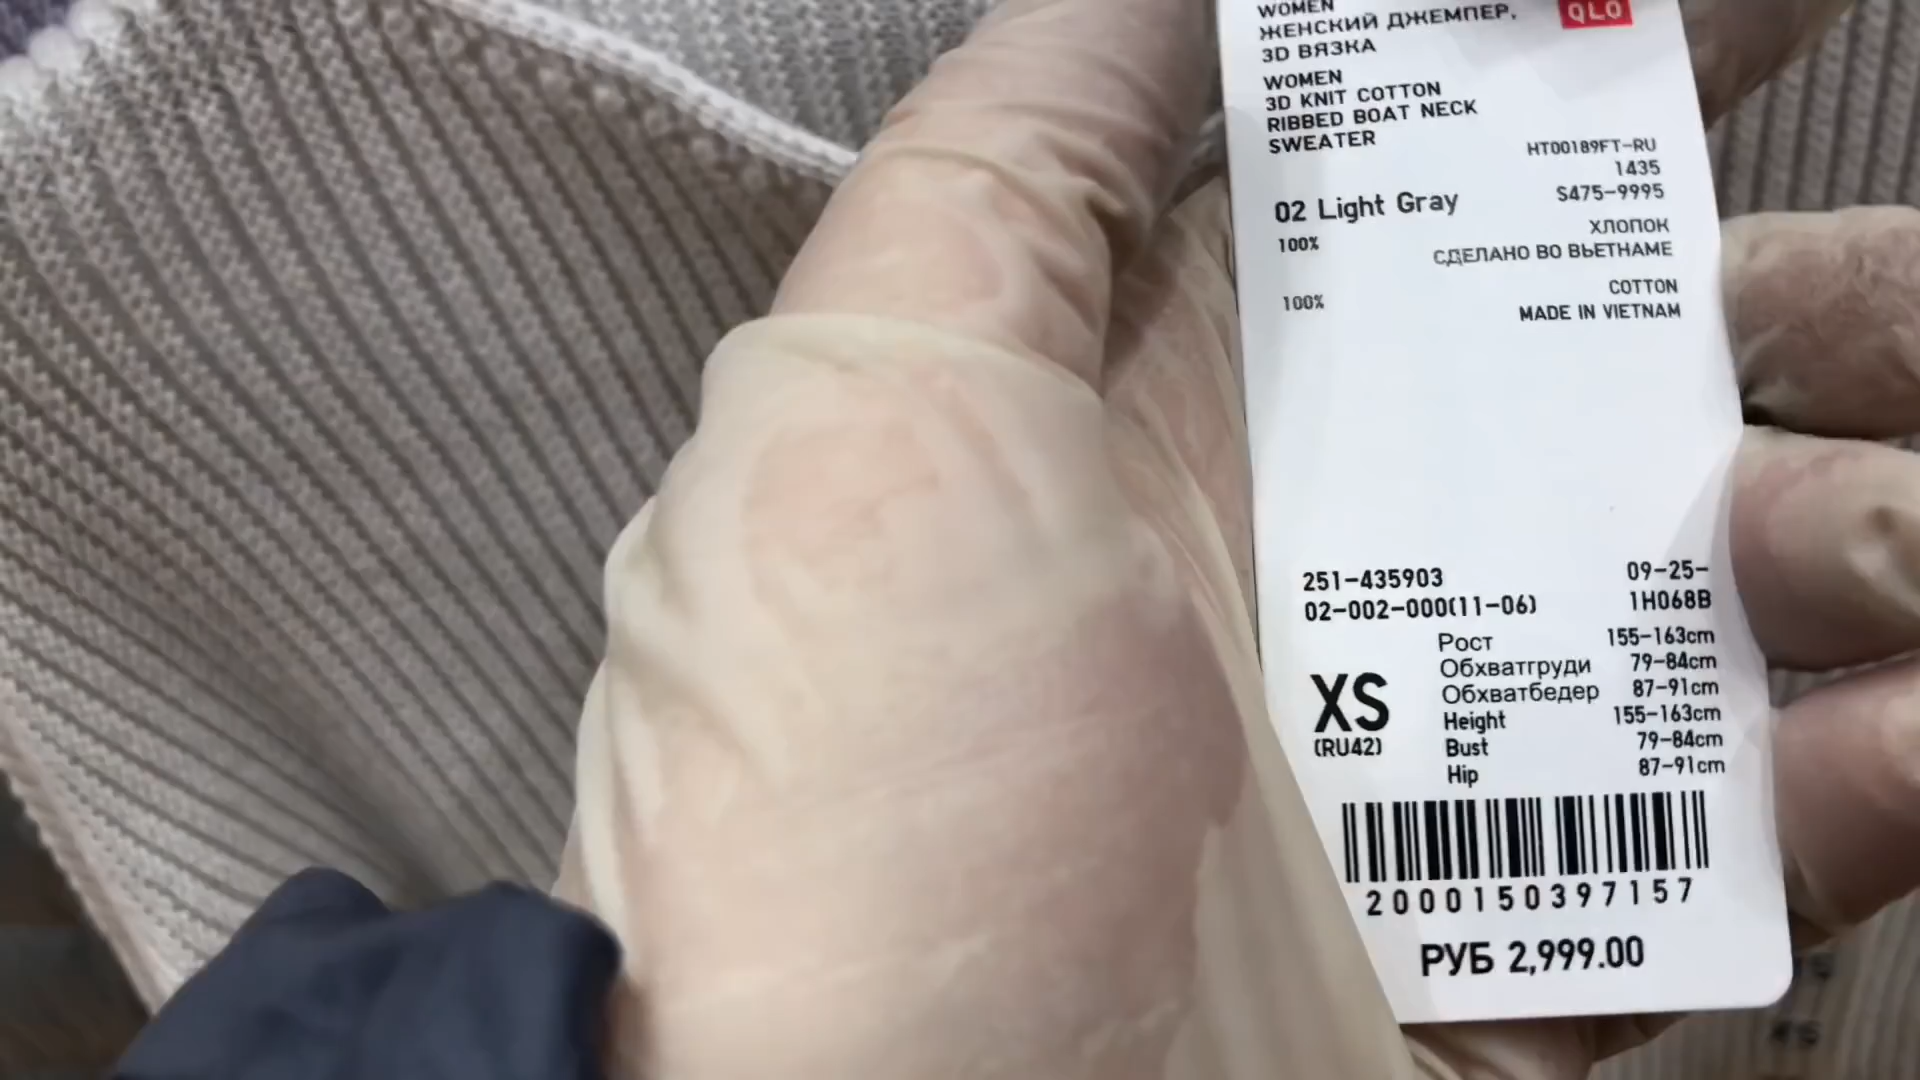 WOMEN
ЖЕНСКИЙ ДЖЕМПЕР,
3D ВЯЗКА
QLO
WOMEN
3D KNIT COTTON
RIBBED BOAT NECK
SWEATER
HT00189FT-RU
1435
02 Light Gray
S475-9995
100%
ХЛОПОК
СДЕЛАНО ВО ВЬЕТНАМЕ
100%
COTTON
MADE IN VIETNAM
251-435903
09-25-
02-002-000(11-06)
1H068B
XS
(RU42)
Рост 155-163cm
Обхватгруди 79-84cm
Обхватбедер 87-91cm
Height 155-163cm
Bust 79-84cm
Hip 87-91cm
2000150397157
РУБ 2,999.00